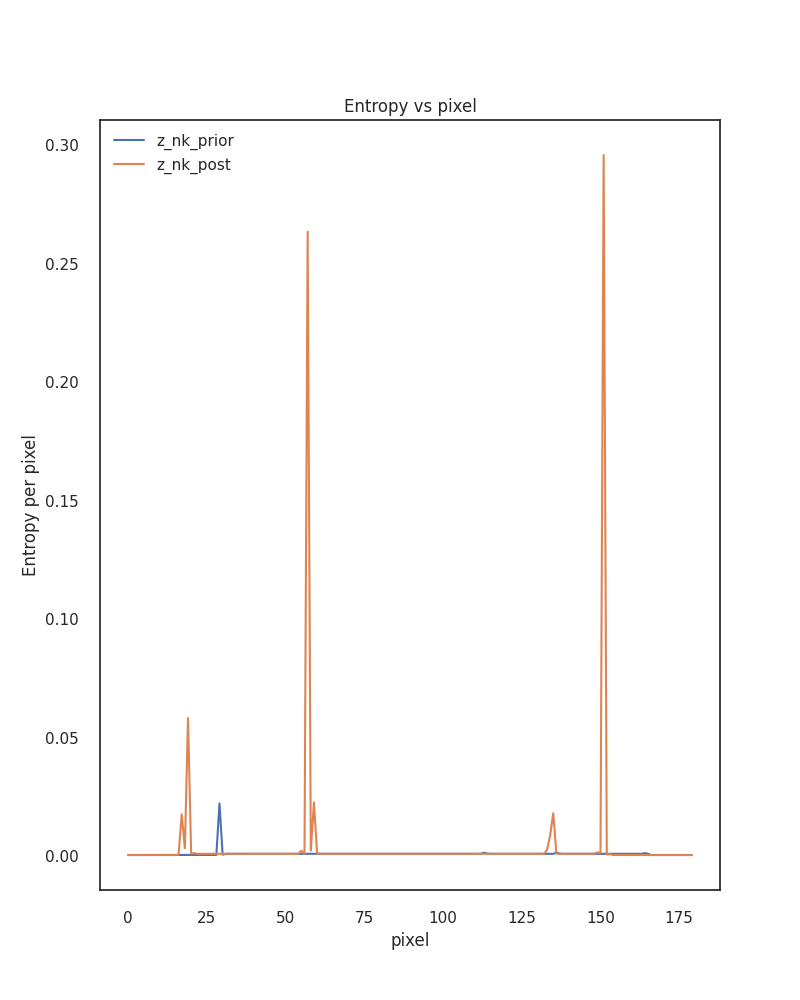 Entropy vs pixel
z_nk_prior
z_nk_post
Entropy per pixel
0.30
0.25
0.20
0.15
0.10
0.05
0.00
0 25 50 75 100 125 150 175
pixel